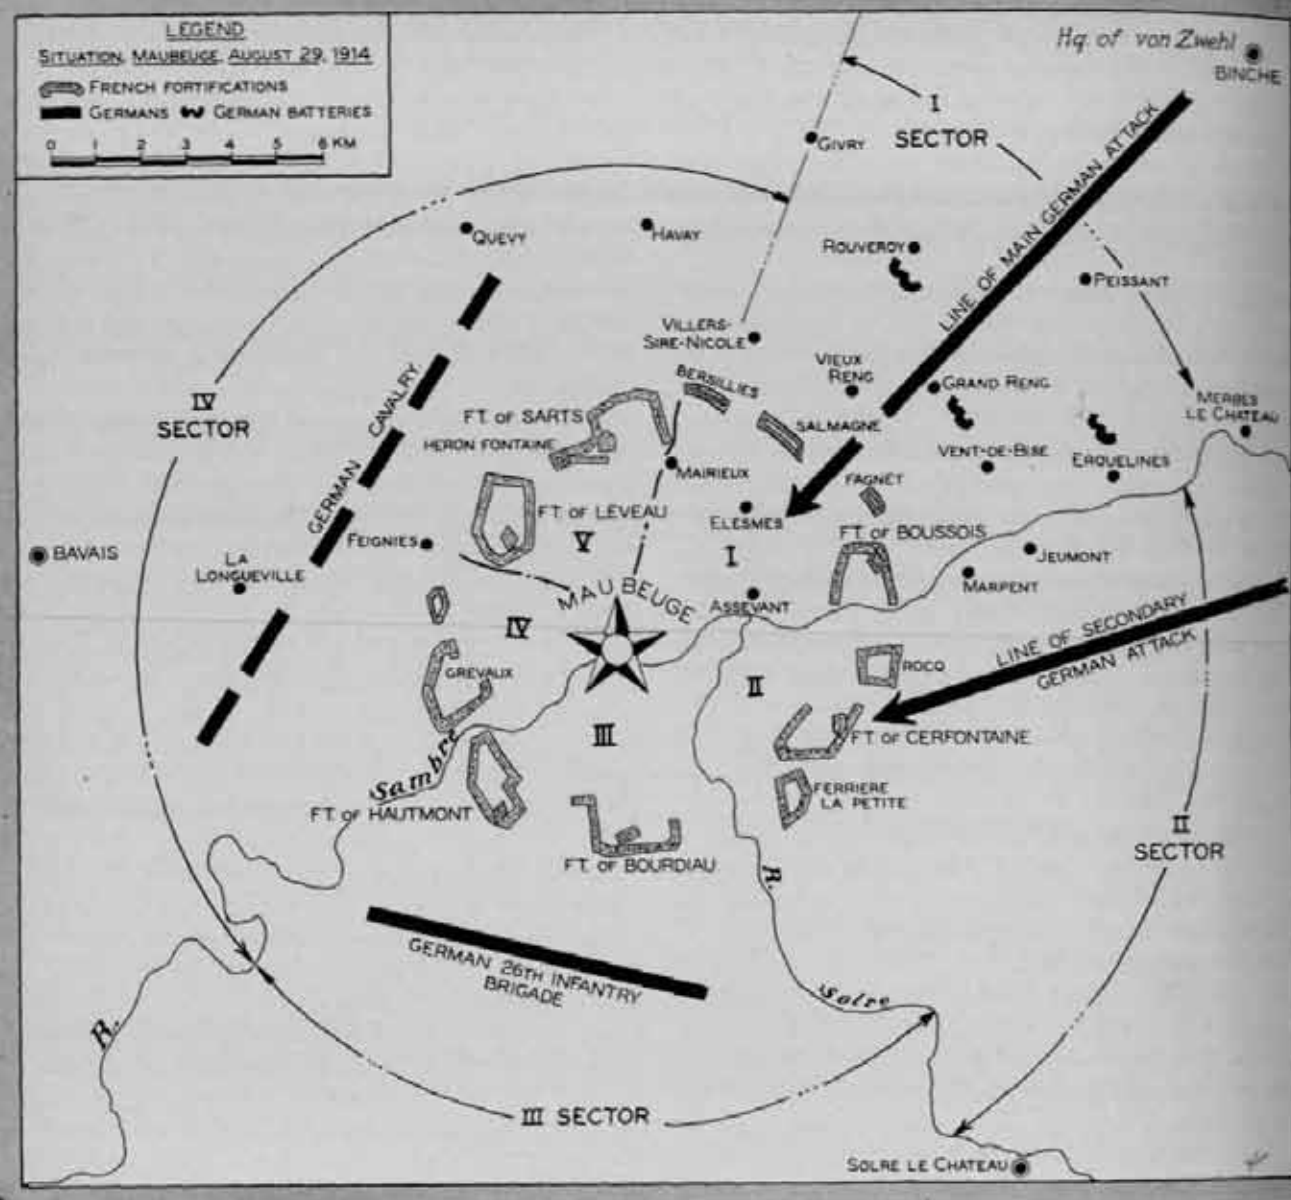 LEGEND
SITUATION, MAUBEUGE, AUGUST 29, 1914
FRENCH FORTIFICATIONS
GERMANS GERMAN BATTERIES
0 1 2 3 4 5 6 KM
Hq. of von Zwehl
BINCHE
I
SECTOR
GIVRY
LINE OF MAIN GERMAN ATTACK
QUEVY
HAVAY
ROUVEROY
PEISSANT
VILLERS-
SIRE-NICOLE
VIEUX
RENG
GRAND RENG
MERBES
LE CHATEAU
IV
SECTOR
GERMAN CAVALRY
BERSILLIES
FT. OF SARTS
HERON FONTAINE
SALMAGNE
MAIRIEUX
VENT-DE-BISE
ERQUELINES
FAGNET
FT. OF LEVEAU
ELESMES
FT. OF BOUSSOIS
BAVAIS
LA
LONGUEVILLE
FEIGNIES
V
I
JEUMONT
MARPENT
MAUBEUGE
ASSEVANT
IV
GREVAUX
II
ROCQ
LINE OF SECONDARY
GERMAN ATTACK
III
FT. OF CERFONTAINE
Sambre
FT. OF HAUTMONT
FERRIERE
LA PETITE
FT. OF BOURDIAU
II
SECTOR
R.
GERMAN 26TH INFANTRY
BRIGADE
Solre
R.
III SECTOR
SOLRE LE CHATEAU